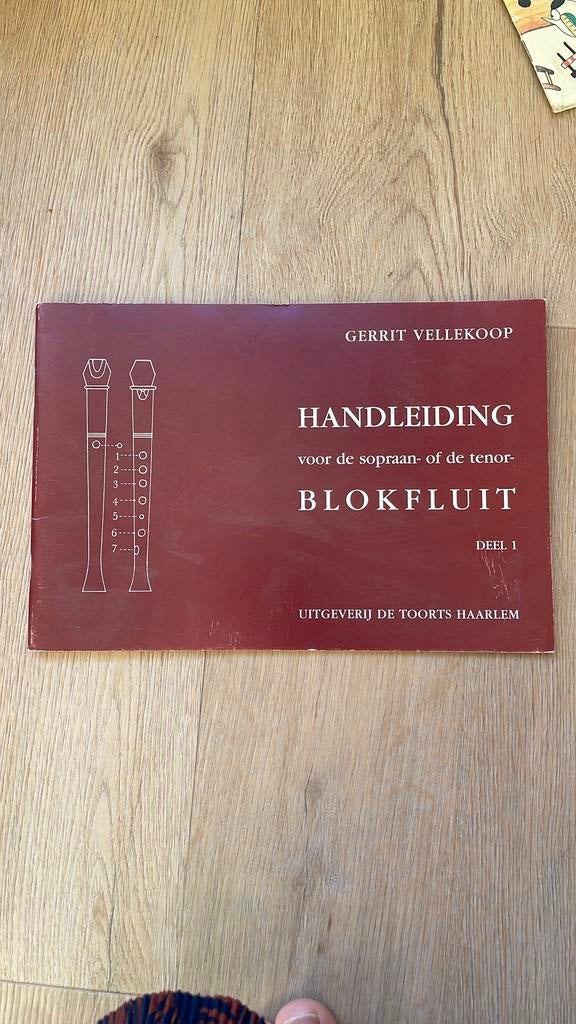 GERRIT VELLEKOOP
HANDLEIDING
voor de sopraan- of de tenor-
BLOKFLUIT
DEEL 1
UITGEVERIJ DE TOORTS HAARLEM
1
2
3
4
5
6
7